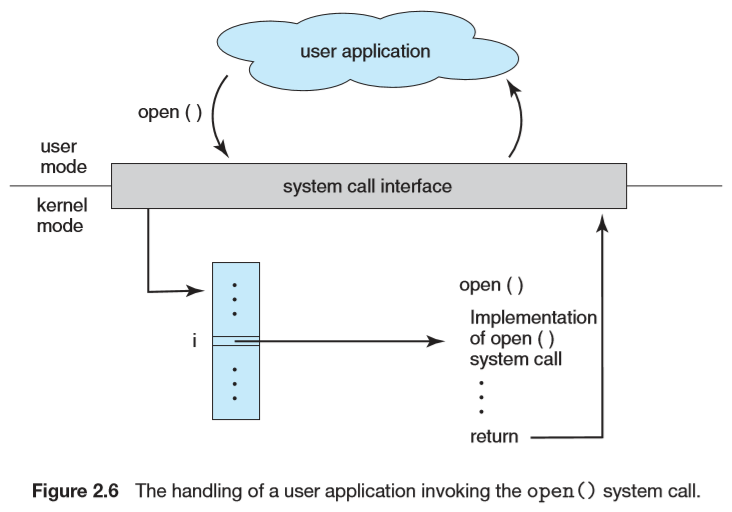 user application
open ( )
user
mode
system call interface
kernel
mode
open ( )
i
Implementation
of open ( )
system call
return
Figure 2.6 The handling of a user application invoking the open() system call.